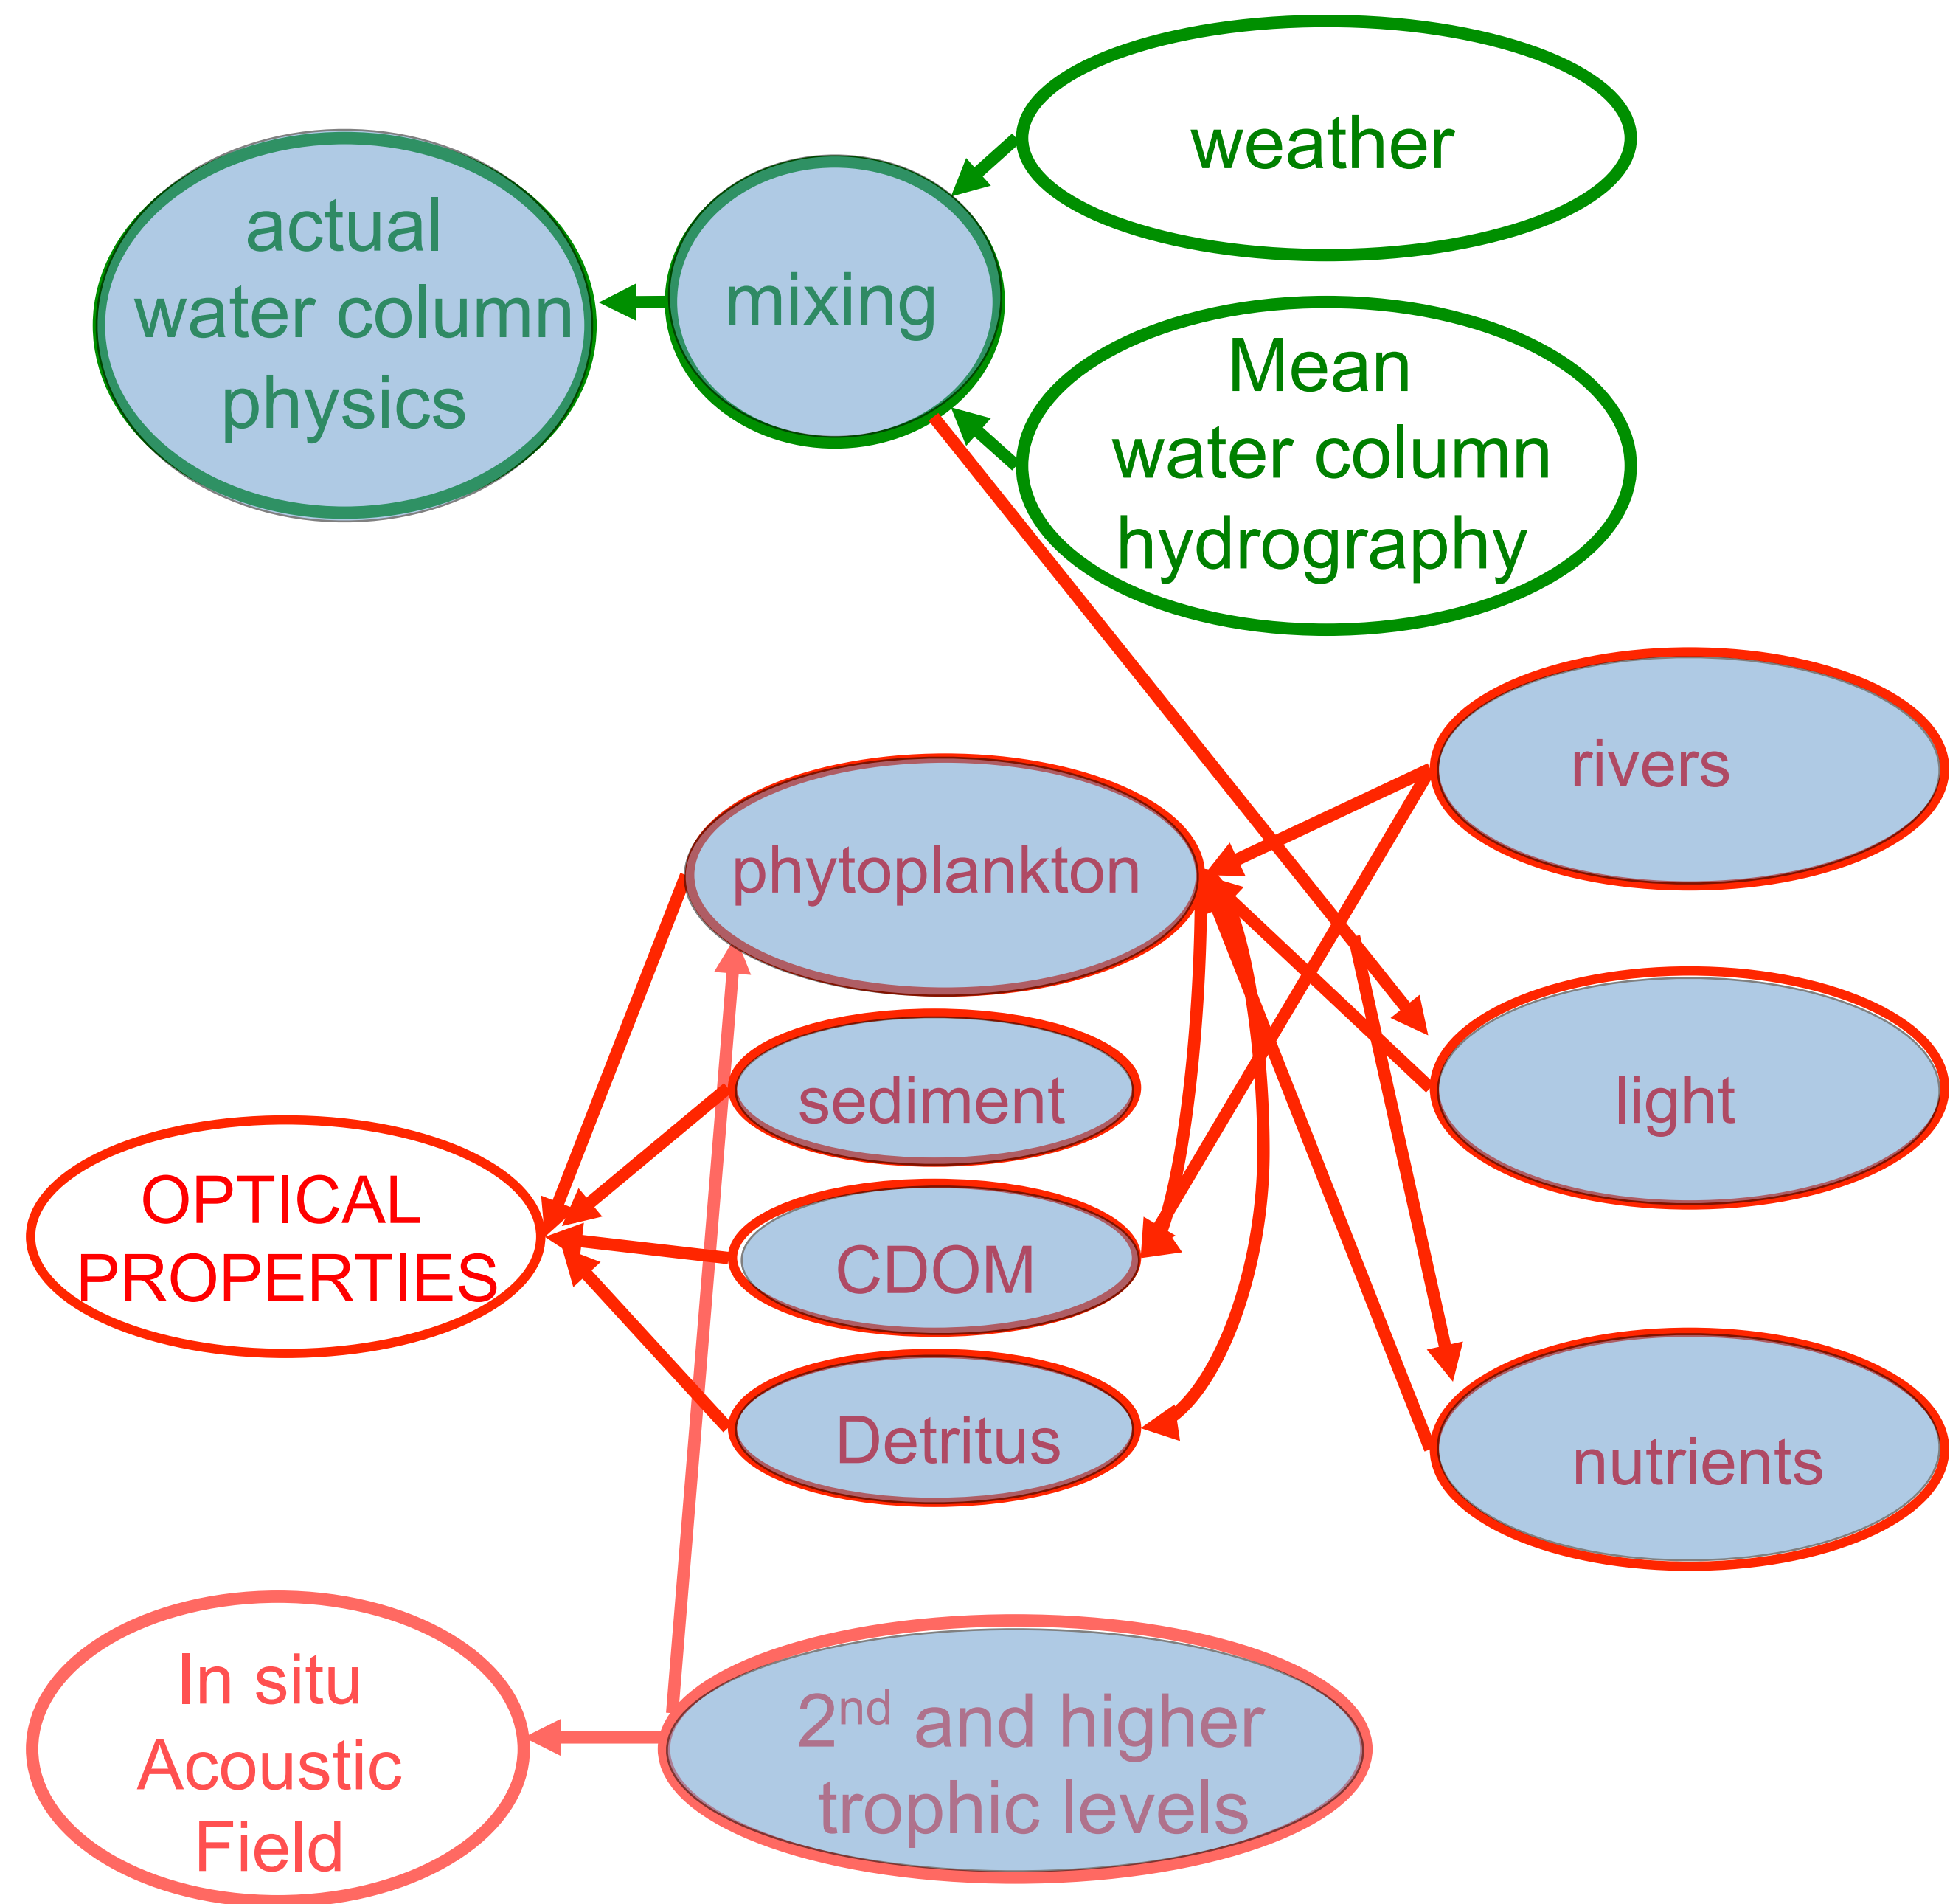 weather
actual
water column
physics
mixing
Mean
water column
hydrography
rivers
phytoplankton
sediment
light
OPTICAL
PROPERTIES
CDOM
Detritus
nutrients
In situ
Acoustic
Field
2nd and higher
trophic levels